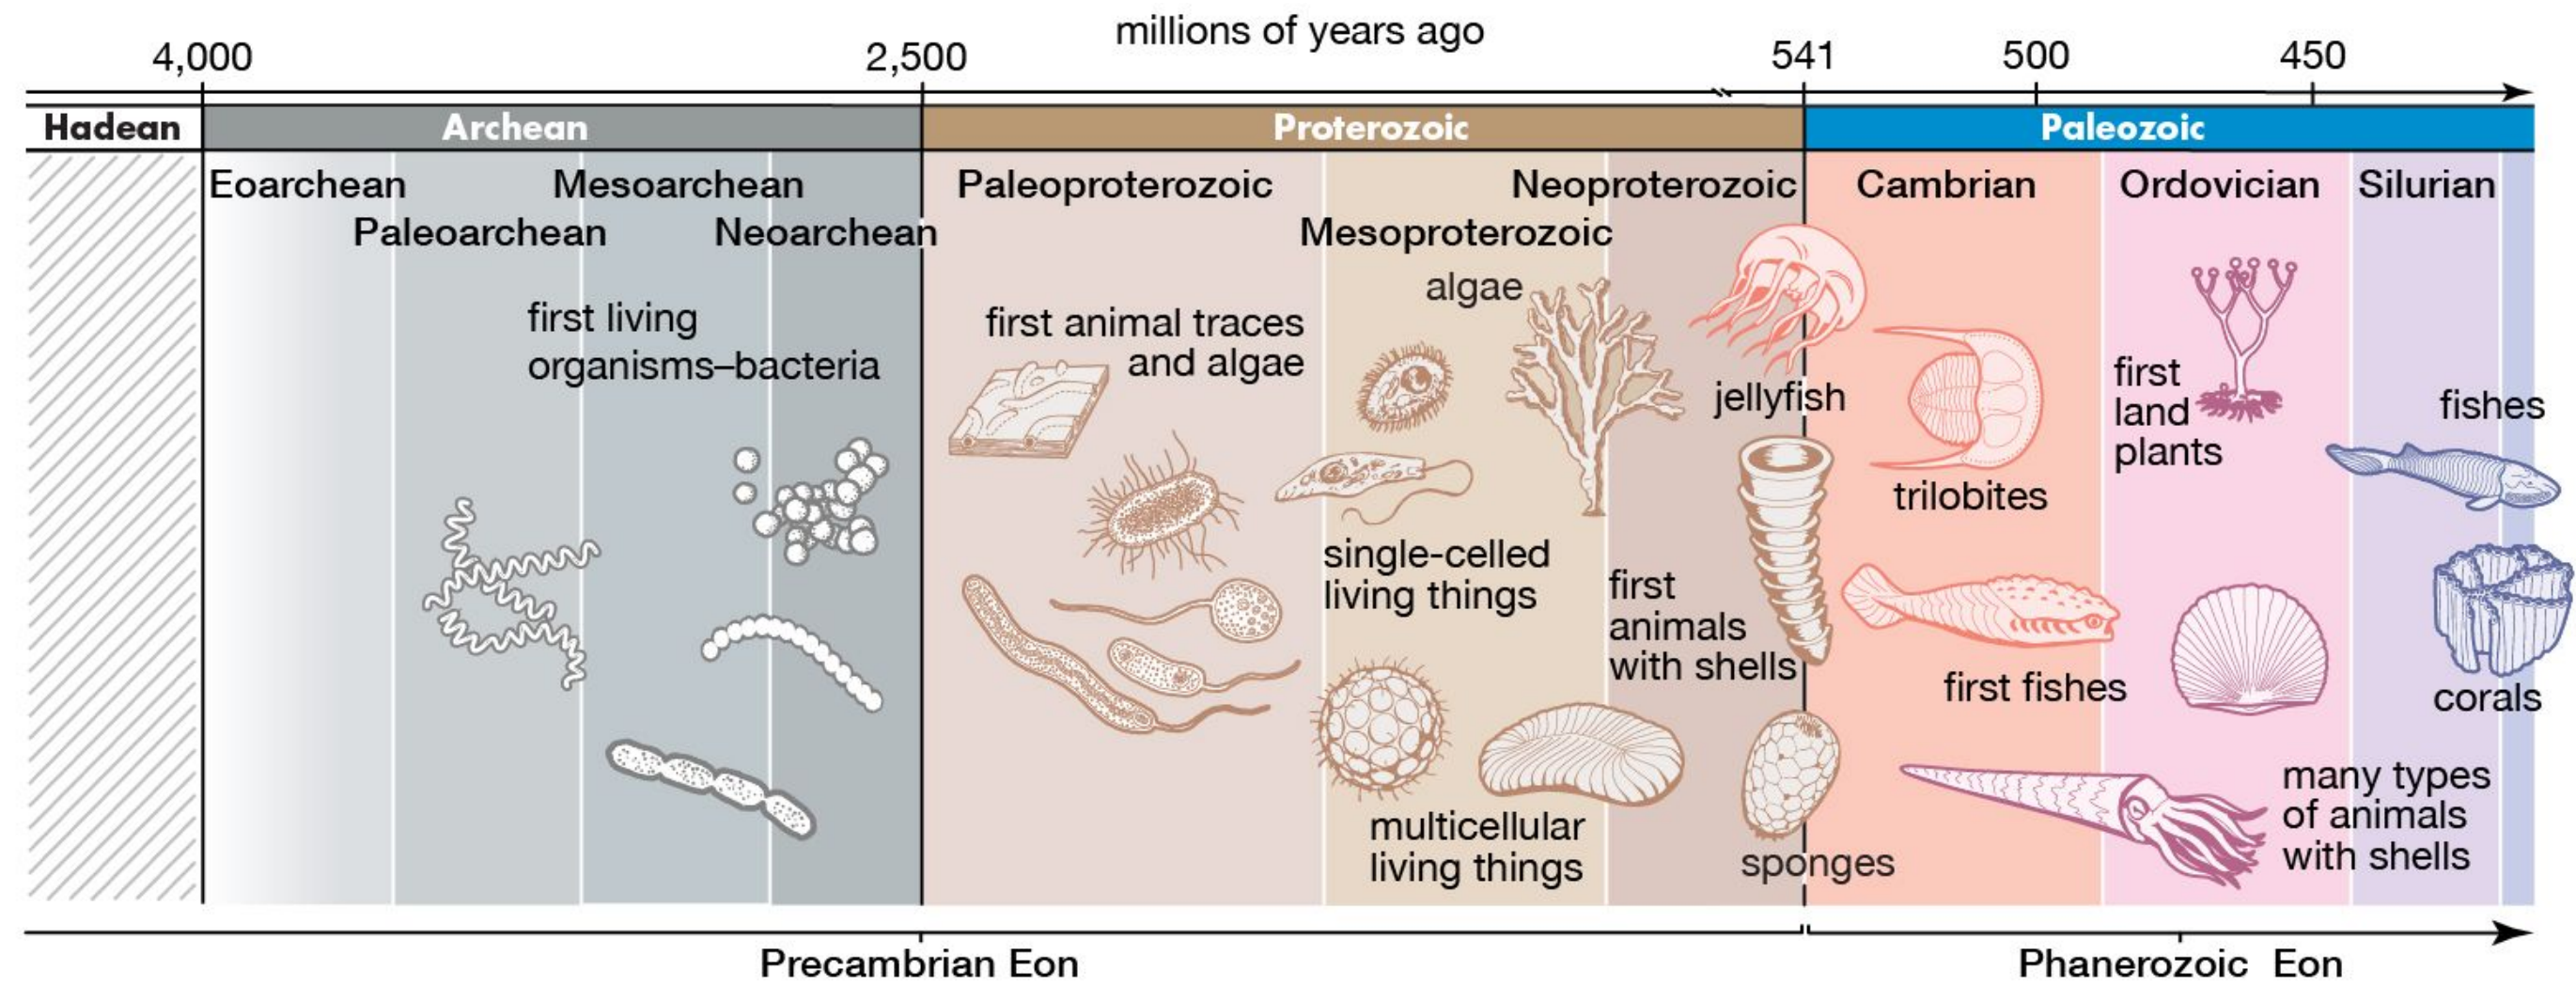 millions of years ago
4,000
2,500
541
500
450
Hadean
Archean
Proterozoic
Paleozoic
Eoarchean
Paleoarchean
Mesoarchean
Neoarchean
Paleoproterozoic
Mesoproterozoic
Neoproterozoic
Cambrian
Ordovician
Silurian
first living
organisms–bacteria
first animal traces
and algae
algae
single-celled
living things
multicellular
living things
first
animals
with shells
jellyfish
sponges
trilobites
first fishes
first
land
plants
many types
of animals
with shells
fishes
corals
Precambrian Eon
Phanerozoic Eon